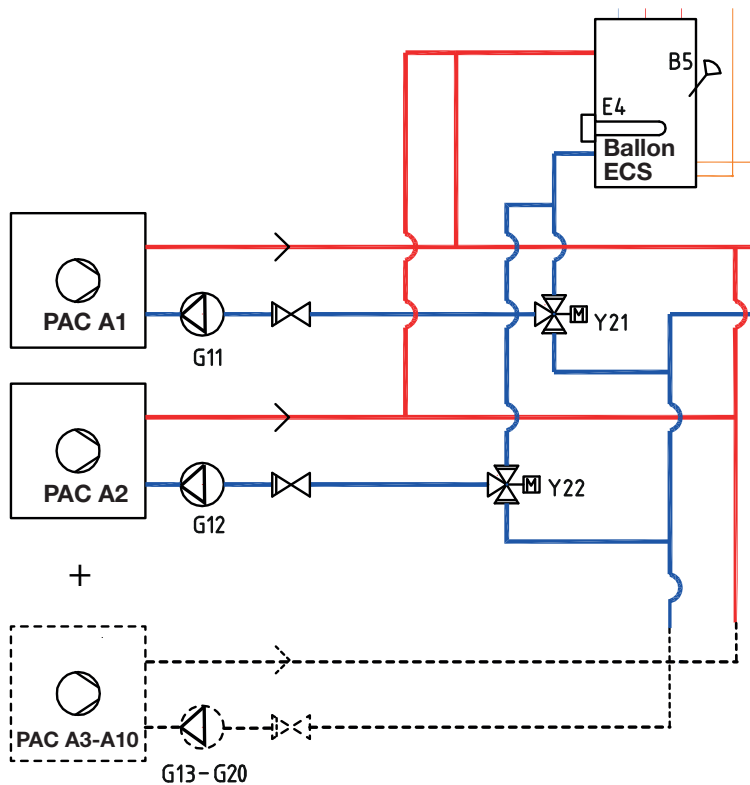 B5
E4
Ballon
ECS
PAC A1
G11
M
Y21
PAC A2
G12
M
Y22
+
PAC A3-A10
G13-G20